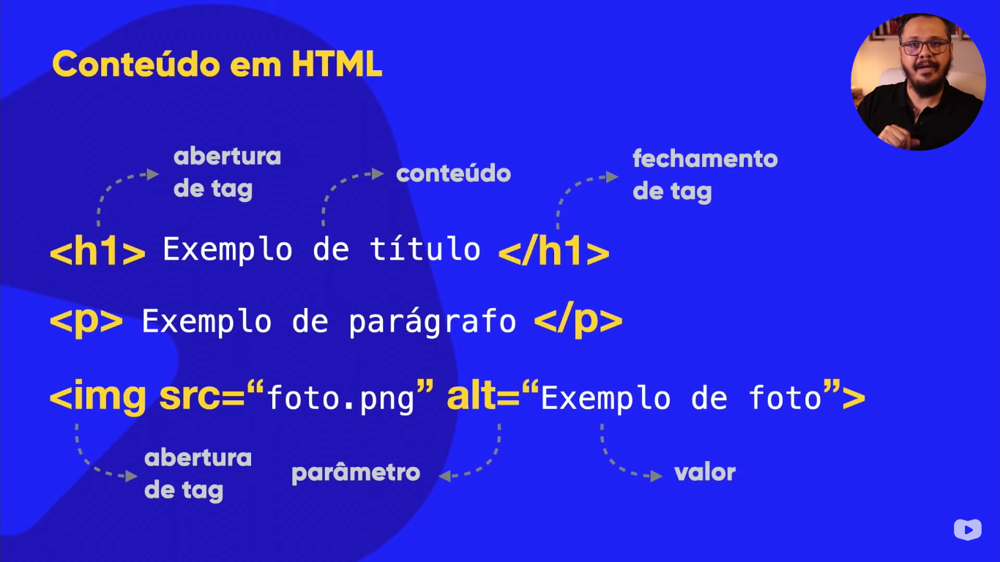 Conteúdo em HTML
abertura
de tag
conteúdo
fechamento
de tag
<h1> Exemplo de título </h1>
<p> Exemplo de parágrafo </p>
<img src=“foto.png” alt=“Exemplo de foto”>
abertura
de tag
parâmetro
valor